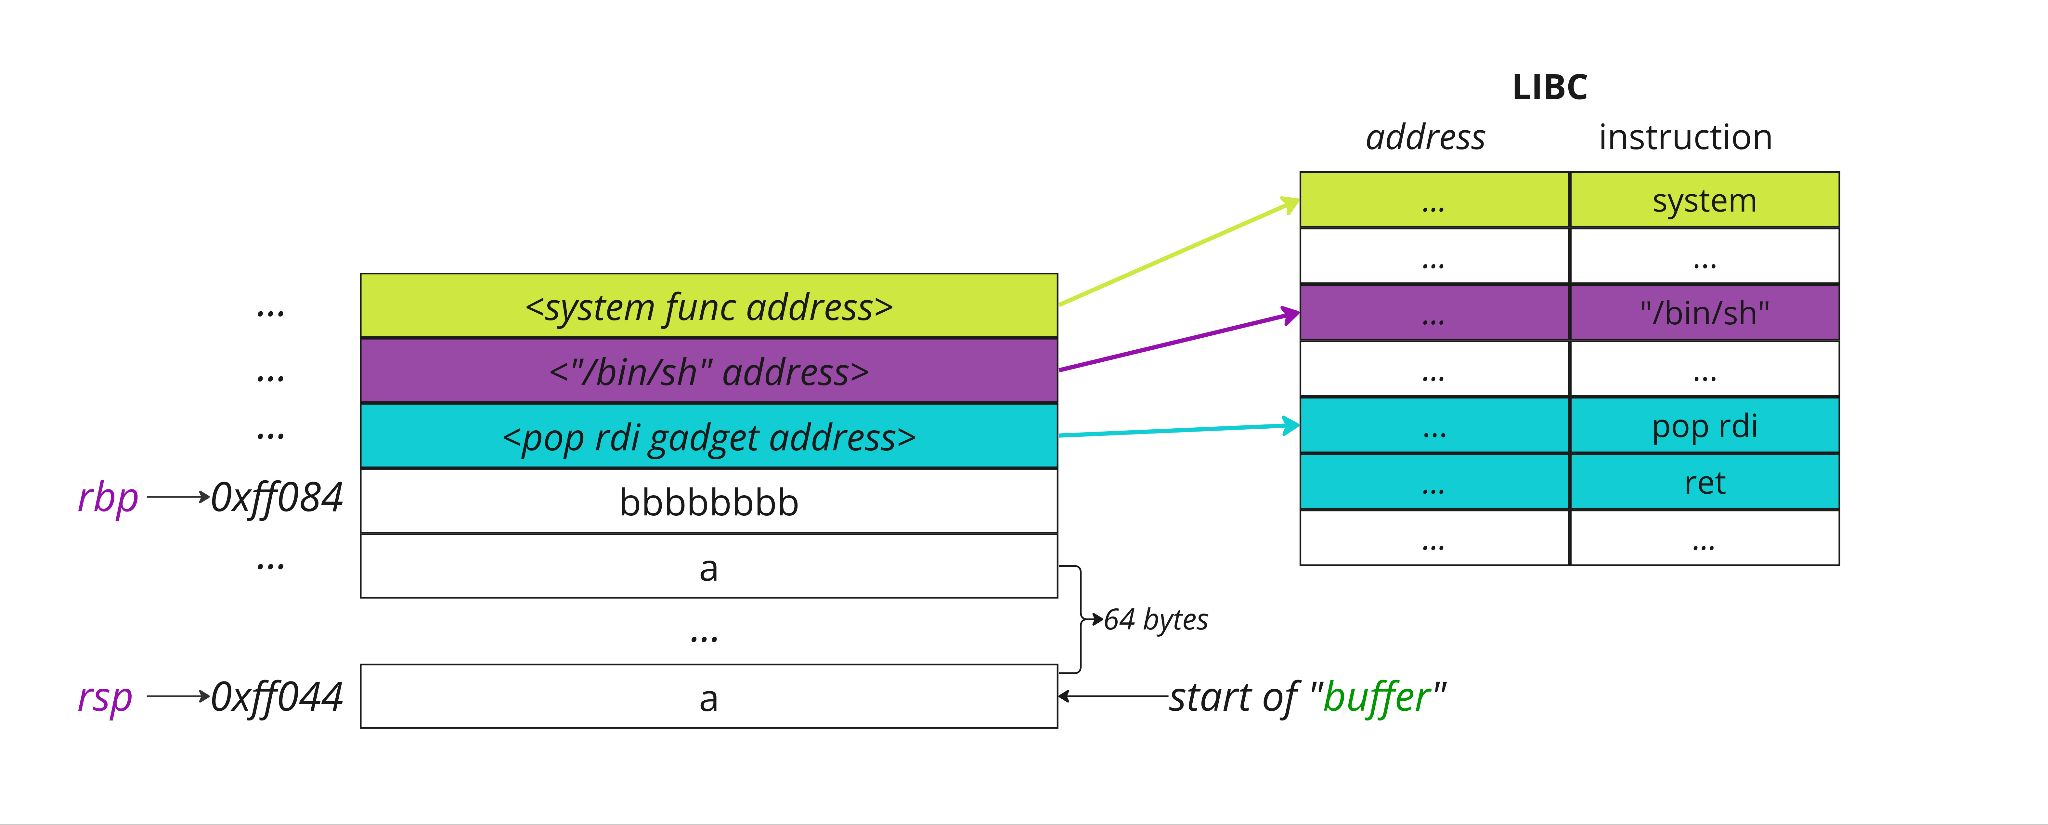 LIBC
address instruction
... system
... ...
... "/bin/sh"
... ...
... pop rdi
... ret
... ...
... <system func address>
... <"/bin/sh" address>
... <pop rdi gadget address>
rbp 0xff084 bbbbbbbb
... a
...
64 bytes
rsp 0xff044 a
start of "buffer"